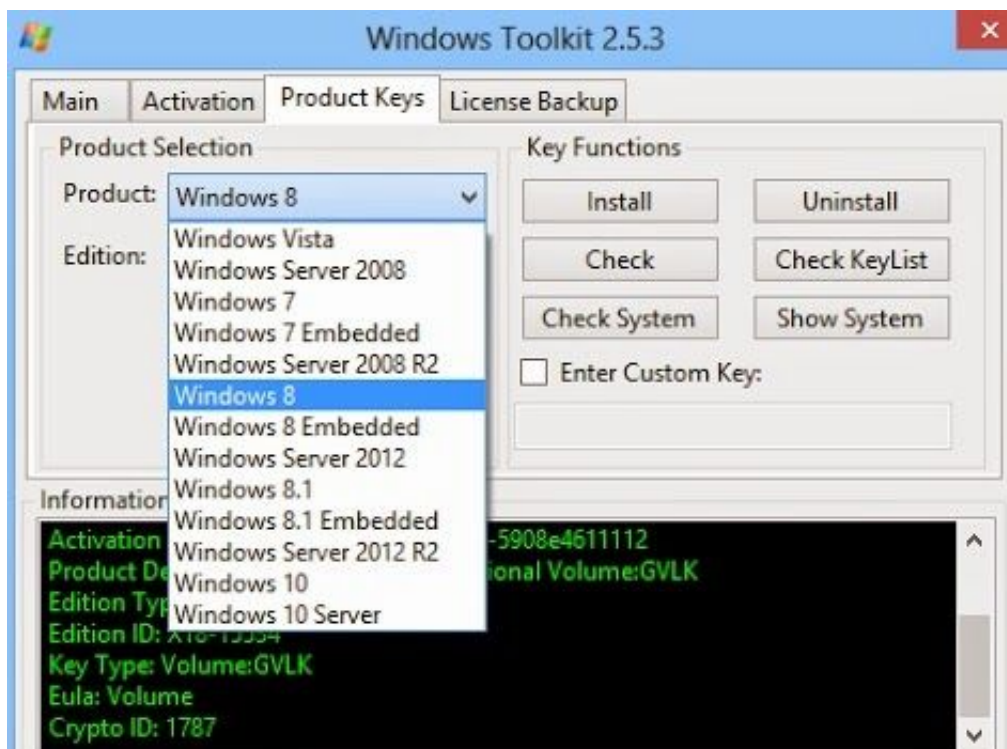 Windows Toolkit 2.5.3
Main Activation Product Keys License Backup
Product Selection
Product: Windows 8
Edition:
Windows Vista
Windows Server 2008
Windows 7
Windows 7 Embedded
Windows Server 2008 R2
Windows 8
Windows 8 Embedded
Windows Server 2012
Windows 8.1
Windows 8.1 Embedded
Windows Server 2012 R2
Windows 10
Windows 10 Server
Key Functions
Install Uninstall
Check Check KeyList
Check System Show System
Enter Custom Key:
Information
Activation -5908e4611112
Product De ional Volume:GVLK
Edition Typ
Edition ID:
Key Type: Volume:GVLK
Eula: Volume
Crypto ID: 1787